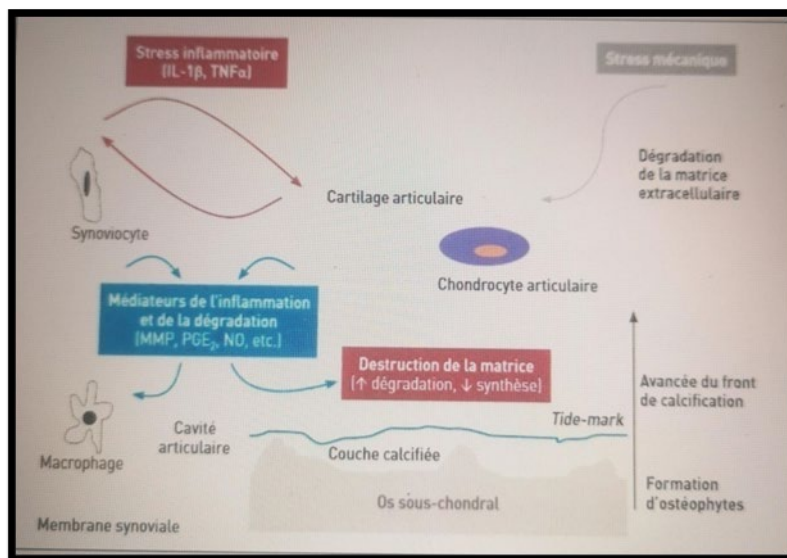 Stress inflammatoire
(IL-1β, TNFα)
Stress mécanique
Dégradation
de la matrice
extracellulaire
Cartilage articulaire
Synoviocyte
Chondrocyte articulaire
Médiateurs de l'inflammation
et de la dégradation
(MMP, PGE₂, NO, etc.)
Destruction de la matrice
(↑ dégradation, ↓ synthèse)
Avancée du front
de calcification
Tide-mark
Cavité
articulaire
Couche calcifiée
Macrophage
Formation
d'ostéophytes
Os sous-chondral
Membrane synoviale